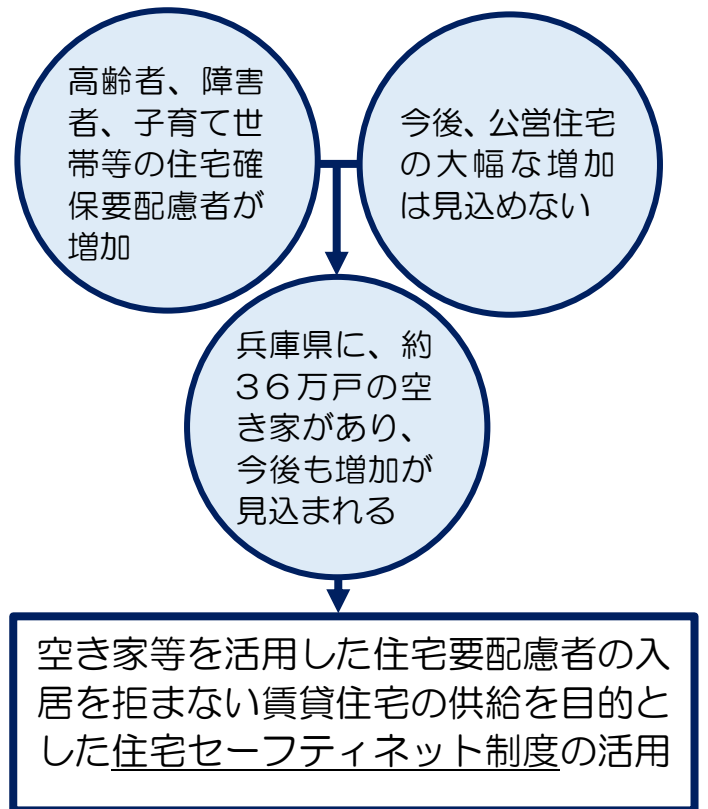 高齢者、障害
者、子育て世
帯等の住宅確
保要配慮者が
増加
今後、公営住宅
の大幅な増加
は見込めない
兵庫県に、約
３６万戸の空
き家があり、
今後も増加が
見込まれる
空き家等を活用した住宅要配慮者の入
居を拒まない賃貸住宅の供給を目的と
した住宅セーフティネット制度の活用